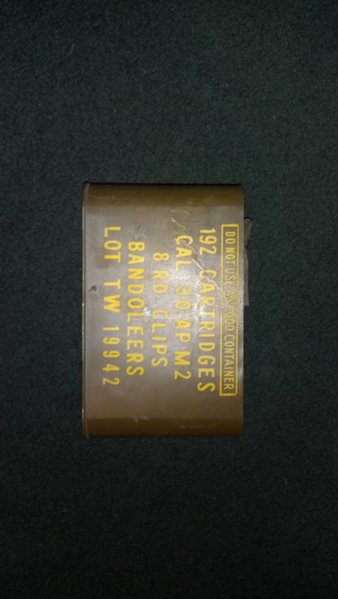 DO NOT USE AS FOOD CONTAINER
192 CARTRIDGES
CAL .30 AP M2
8 RD CLIPS
BANDOLEERS
LOT TW 19942